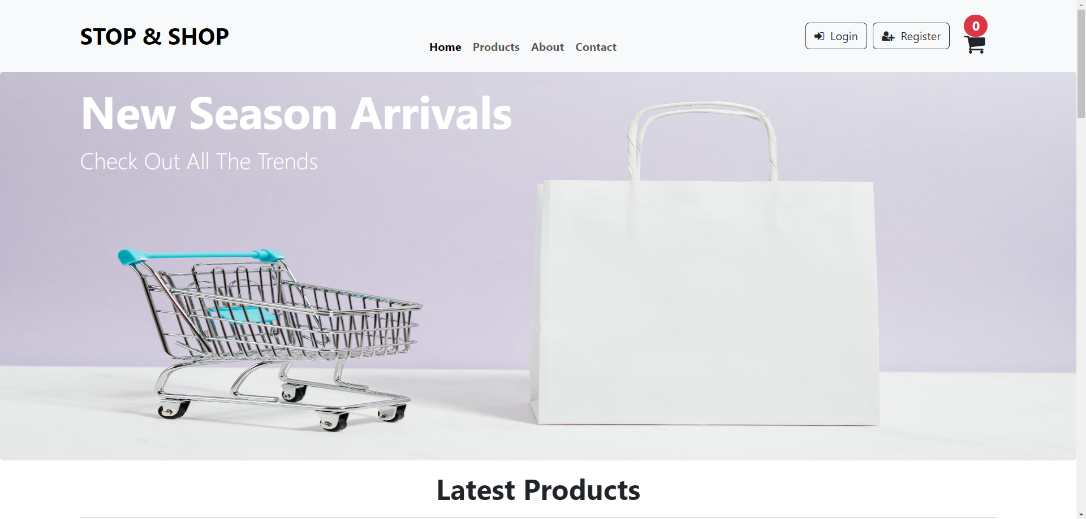 STOP & SHOP
Home Products About Contact
Login Register 0
New Season Arrivals
Check Out All The Trends
Latest Products